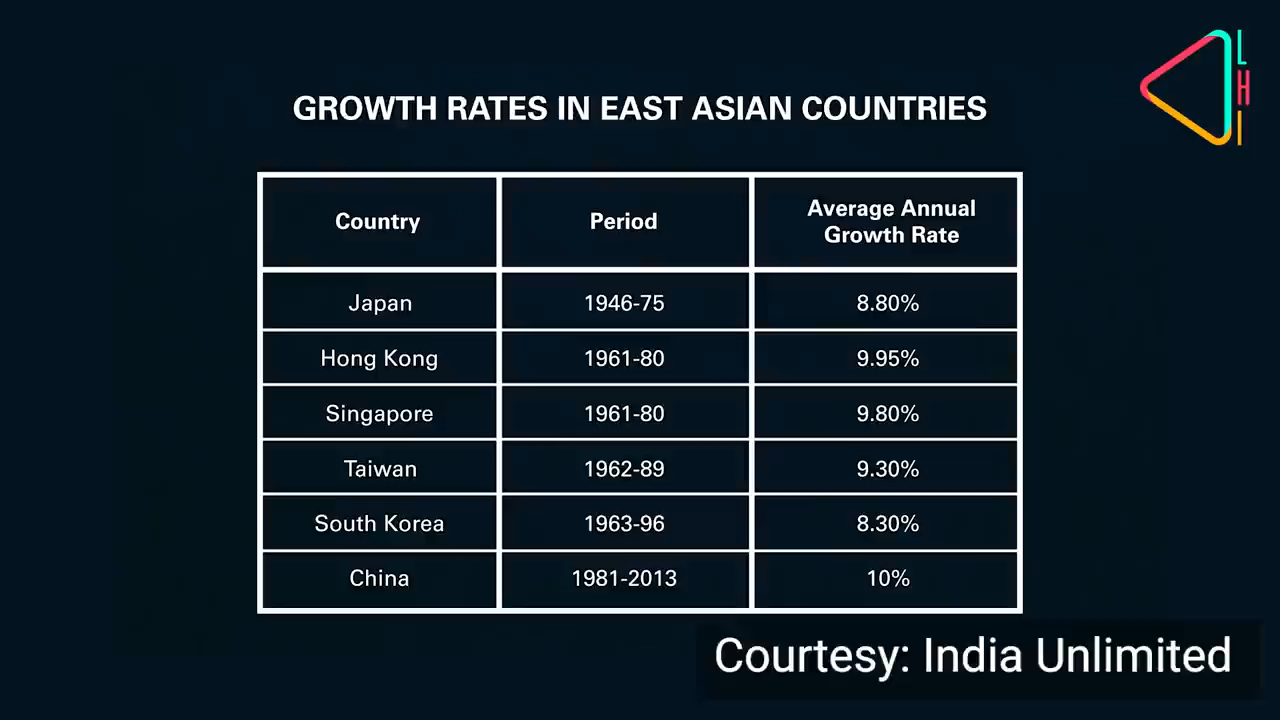 L
H
I
GROWTH RATES IN EAST ASIAN COUNTRIES
Country Period Average Annual Growth Rate
Japan 1946-75 8.80%
Hong Kong 1961-80 9.95%
Singapore 1961-80 9.80%
Taiwan 1962-89 9.30%
South Korea 1963-96 8.30%
China 1981-2013 10%
Courtesy: India Unlimited